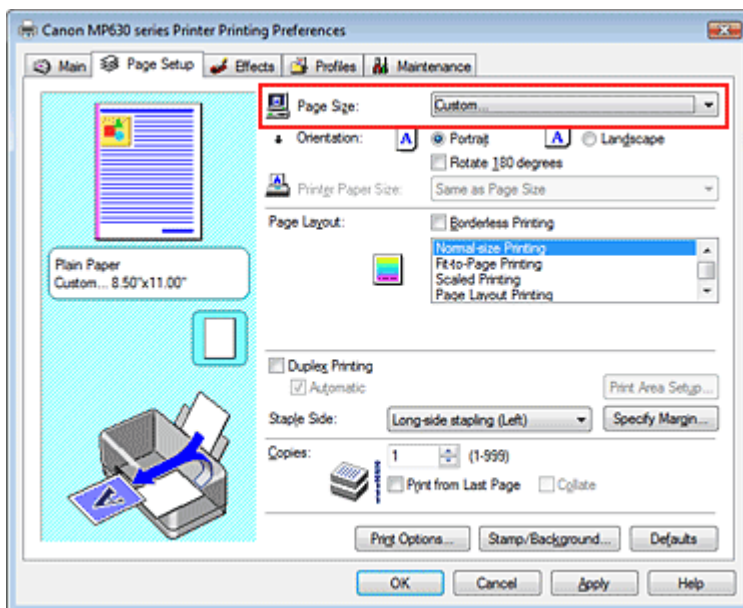 Canon MP630 series Printer Printing Preferences
Main
Page Setup
Effects
Profiles
Maintenance
Page Size:
Custom...
Orientation:
A
Portrait
A
Landscape
Rotate 180 degrees
Printer Paper Size:
Same as Page Size
Page Layout:
Borderless Printing
Normal-size Printing
Fit-to-Page Printing
Scaled Printing
Page Layout Printing
Plain Paper
Custom... 8.50"x11.00"
Duplex Printing
Automatic
Print Area Setup...
Staple Side:
Long-side stapling (Left)
Specify Margin...
Copies:
1
(1-999)
Print from Last Page
Collate
Print Options...
Stamp/Background...
Defaults
OK
Cancel
Apply
Help